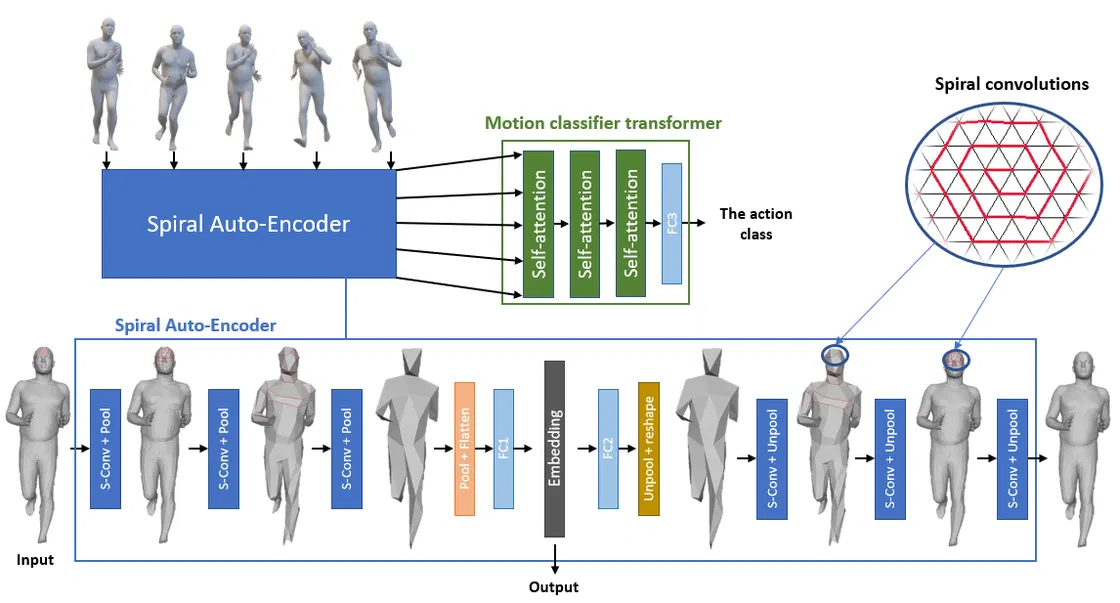 Spiral convolutions
Motion classifier transformer
Spiral Auto-Encoder
Self-attention
Self-attention
Self-attention
FC3
The action
class
Spiral Auto-Encoder
S-Conv + Pool
S-Conv + Pool
S-Conv + Pool
Pool + Flatten
FC1
Embedding
FC2
Unpool + reshape
S-Conv + Unpool
S-Conv + Unpool
S-Conv + Unpool
Input
Output